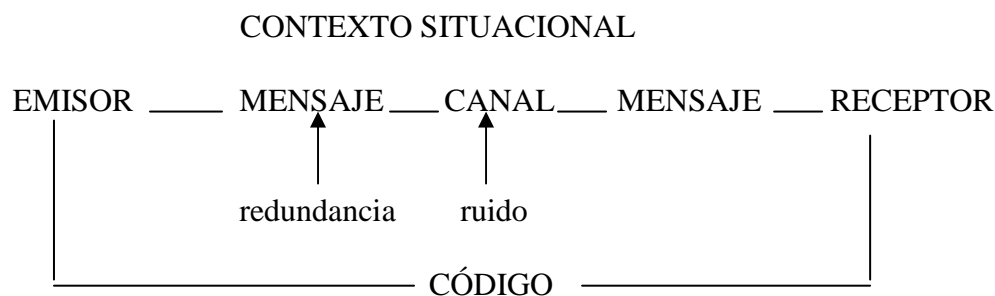 CONTEXTO SITUACIONAL
EMISOR MENSAJE CANAL MENSAJE RECEPTOR
redundancia ruido
CÓDIGO